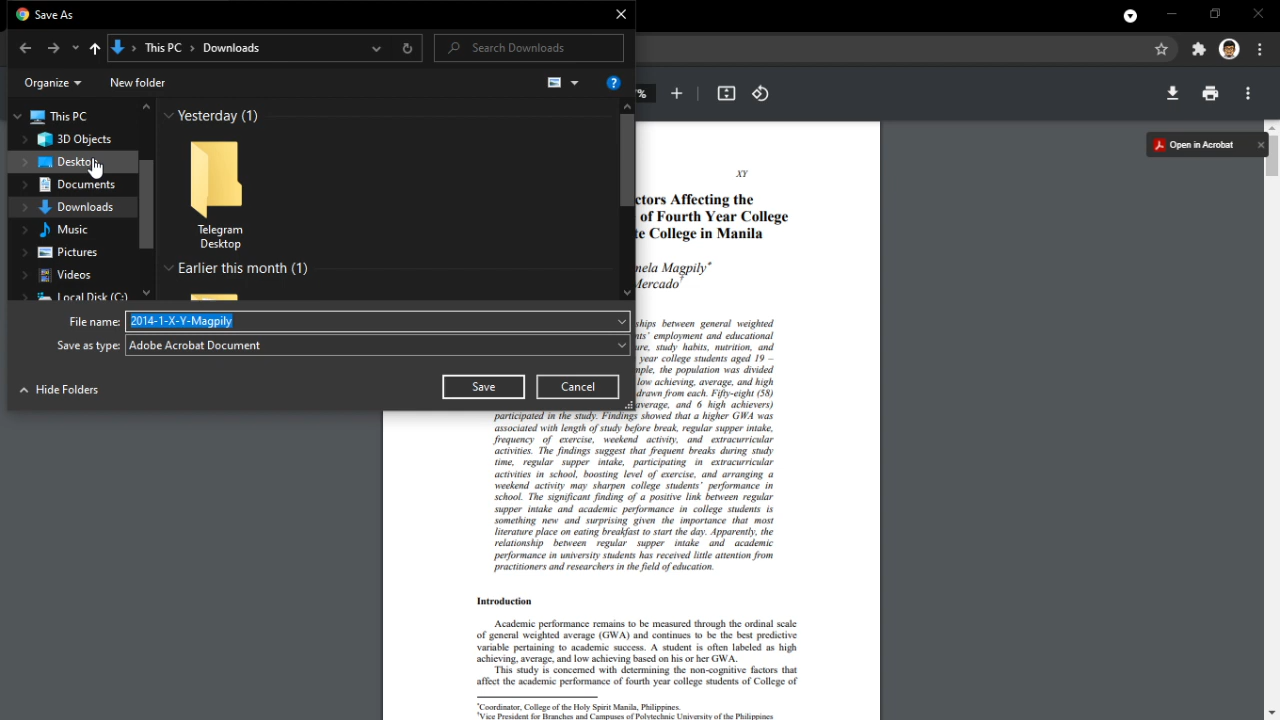 Save As
This PC > Downloads
Search Downloads
Organize
New folder
%
This PC
3D Objects
Desktop
Documents
Downloads
Music
Pictures
Videos
Local Disk (C:)
Yesterday (1)
Telegram
Desktop
Earlier this month (1)
File name: 2014-1-X-Y-Magpily
Save as type: Adobe Acrobat Document
Hide Folders
Save
Cancel
Open in Acrobat
XY
ctors Affecting the
of Fourth Year College
te College in Manila
Magpily*
Mercado†
between general weighted
employment and educational
study habits, nutrition, and
year college students aged 19 –
the population was divided
low achieving, average, and high
drawn from each. Fifty-eight (58)
average, and 6 high achievers)
participated in the study. Findings showed that a higher GWA was
associated with length of study before break, regular supper intake,
frequency of exercise, weekend activity, and extracurricular
activities. The findings suggest that frequent breaks during study
time, regular supper intake, participating in extracurricular
activities in school, boosting level of exercise, and arranging a
weekend activity may sharpen college students' performance in
school. The significant finding of a positive link between regular
supper intake and academic performance in college students is
something new and surprising given the importance that most
literature place on eating breakfast to start the day. Apparently, the
relationship between regular supper intake and academic
performance in university students has received little attention from
practitioners and researchers in the field of education.
Introduction
Academic performance remains to be measured through the ordinal scale
of general weighted average (GWA) and continues to be the best predictive
variable pertaining to academic success. A student is often labeled as high
achieving, average, and low achieving based on his or her GWA.
This study is concerned with determining the non-cognitive factors that
affect the academic performance of fourth year college students of College of
*Coordinator, College of the Holy Spirit Manila, Philippines.
†Vice President for Branches and Campuses of Polytechnic University of the Philippines